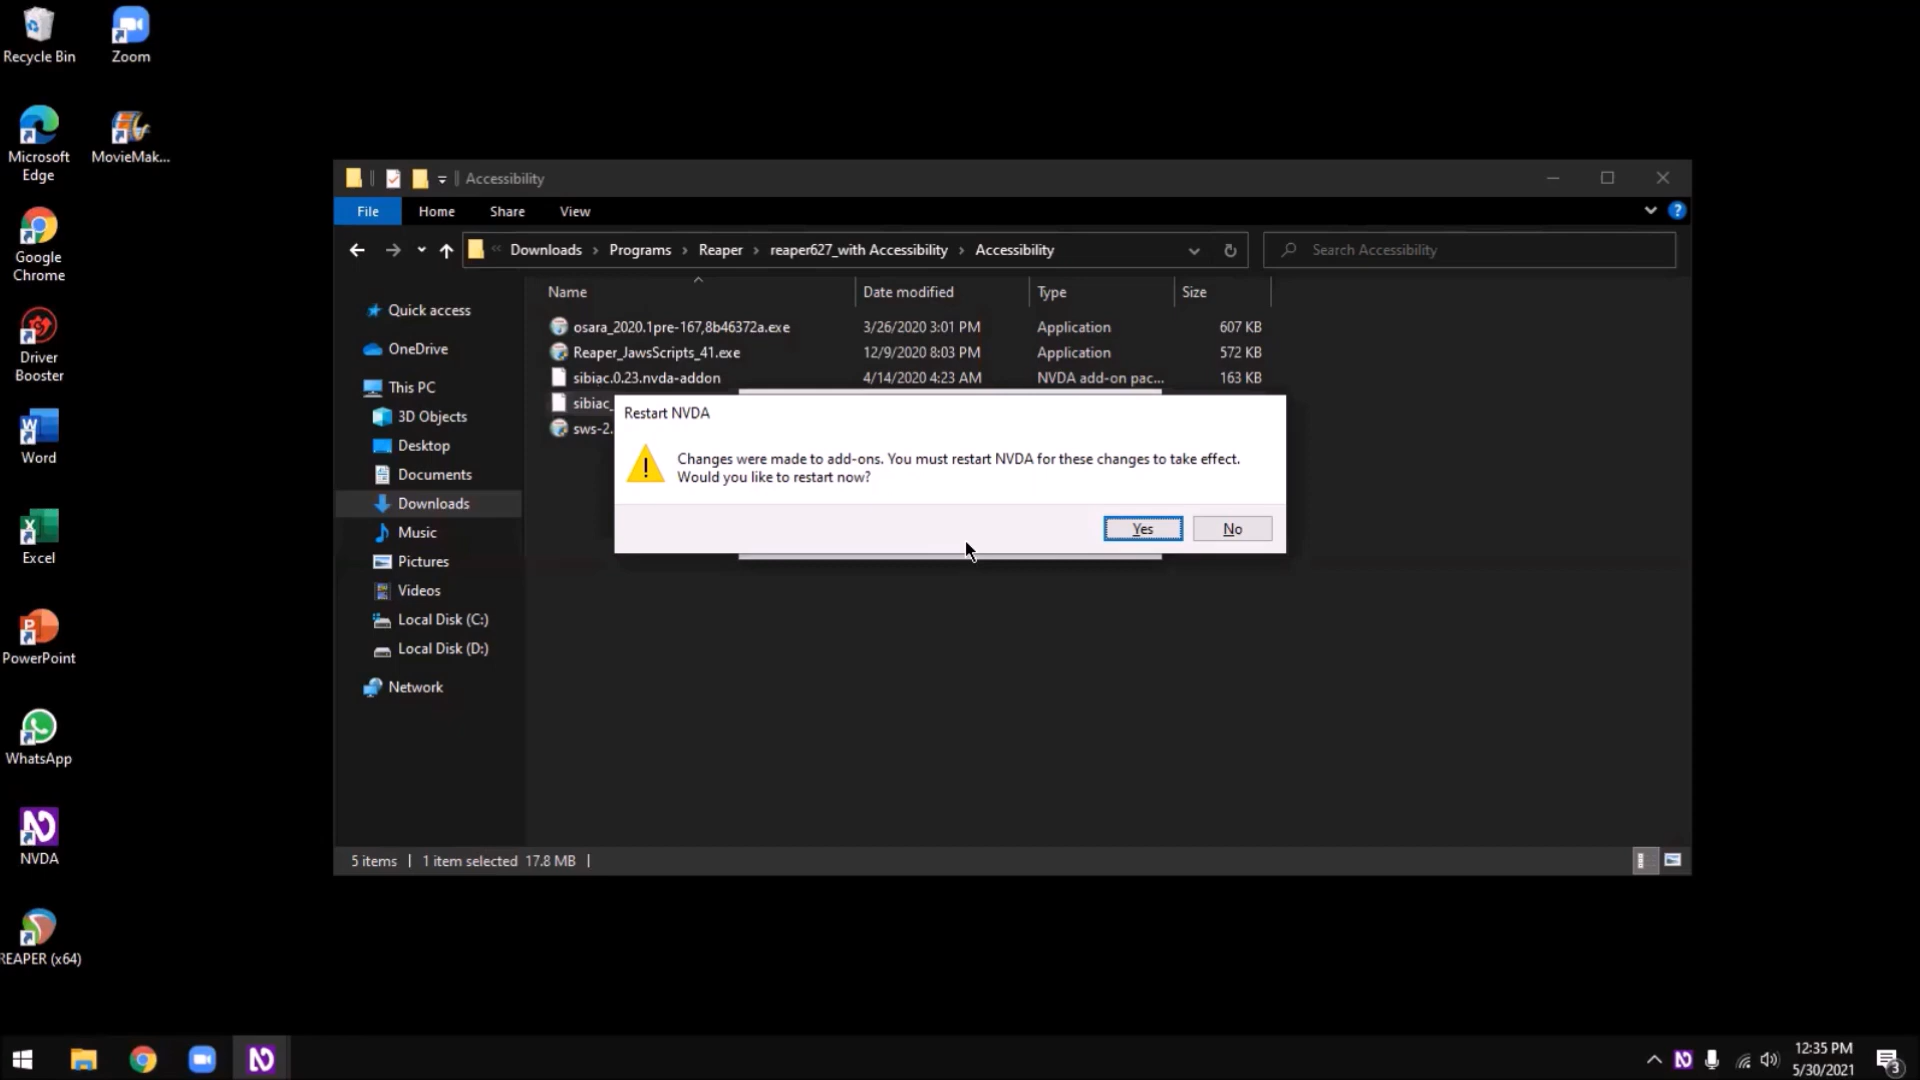 Recycle Bin
Zoom
Microsoft
Edge
MovieMak...
Google
Chrome
Driver
Booster
Word
Excel
PowerPoint
WhatsApp
NVDA
REAPER (x64)
Accessibility
File Home Share View
Downloads Programs Reaper reaper627_with Accessibility Accessibility
Search Accessibility
Quick access
OneDrive
This PC
3D Objects
Desktop
Documents
Downloads
Music
Pictures
Videos
Local Disk (C:)
Local Disk (D:)
Network
Name Date modified Type Size
osara_2020.1pre-167,8b46372a.exe 3/26/2020 3:01 PM Application 607 KB
Reaper_JawsScripts_41.exe 12/9/2020 8:03 PM Application 572 KB
sibiac.0.23.nvda-addon 4/14/2020 4:23 AM NVDA add-on pac... 163 KB
sibiac_
sws-2.
Restart NVDA
Changes were made to add-ons. You must restart NVDA for these changes to take effect.
Would you like to restart now?
Yes No
5 items 1 item selected 17.8 MB
12:35 PM
5/30/2021
3